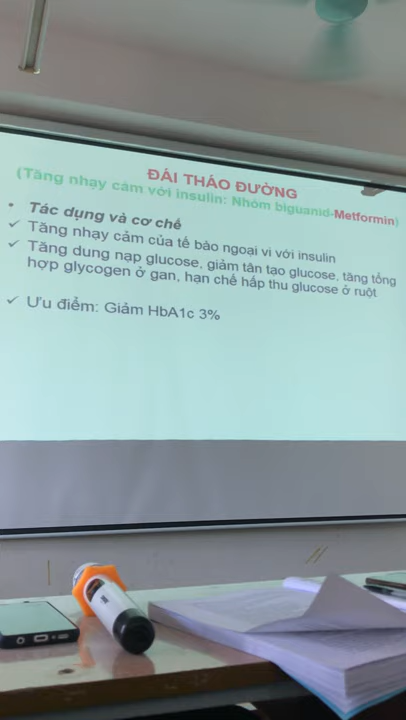 ĐÁI THÁO ĐƯỜNG
(Tăng nhạy cảm với insulin: Nhóm biguanid-Metformin)
• Tác dụng và cơ chế
✓ Tăng nhạy cảm của tế bào ngoại vi với insulin
✓ Tăng dung nạp glucose, giảm tân tạo glucose, tăng tổng
hợp glycogen ở gan, hạn chế hấp thu glucose ở ruột
✓ Ưu điểm: Giảm HbA1c 3%